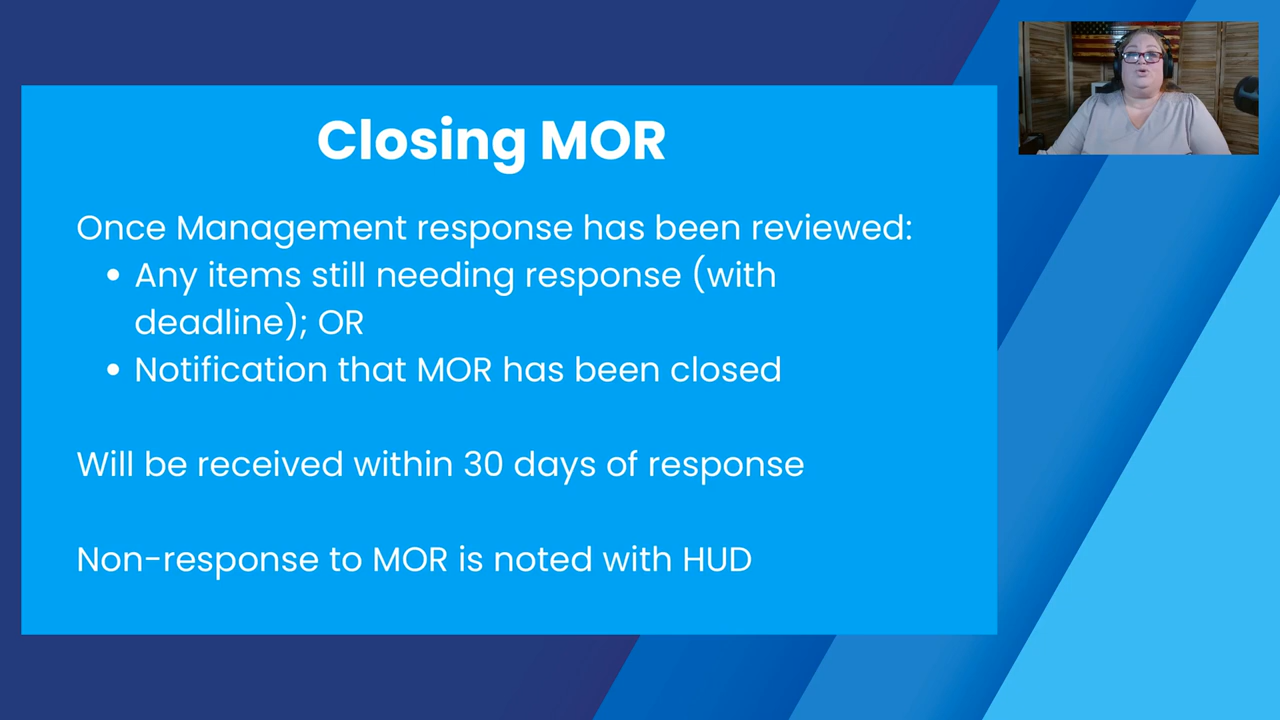 Closing MOR
Once Management response has been reviewed:
• Any items still needing response (with
deadline); OR
• Notification that MOR has been closed
Will be received within 30 days of response
Non-response to MOR is noted with HUD